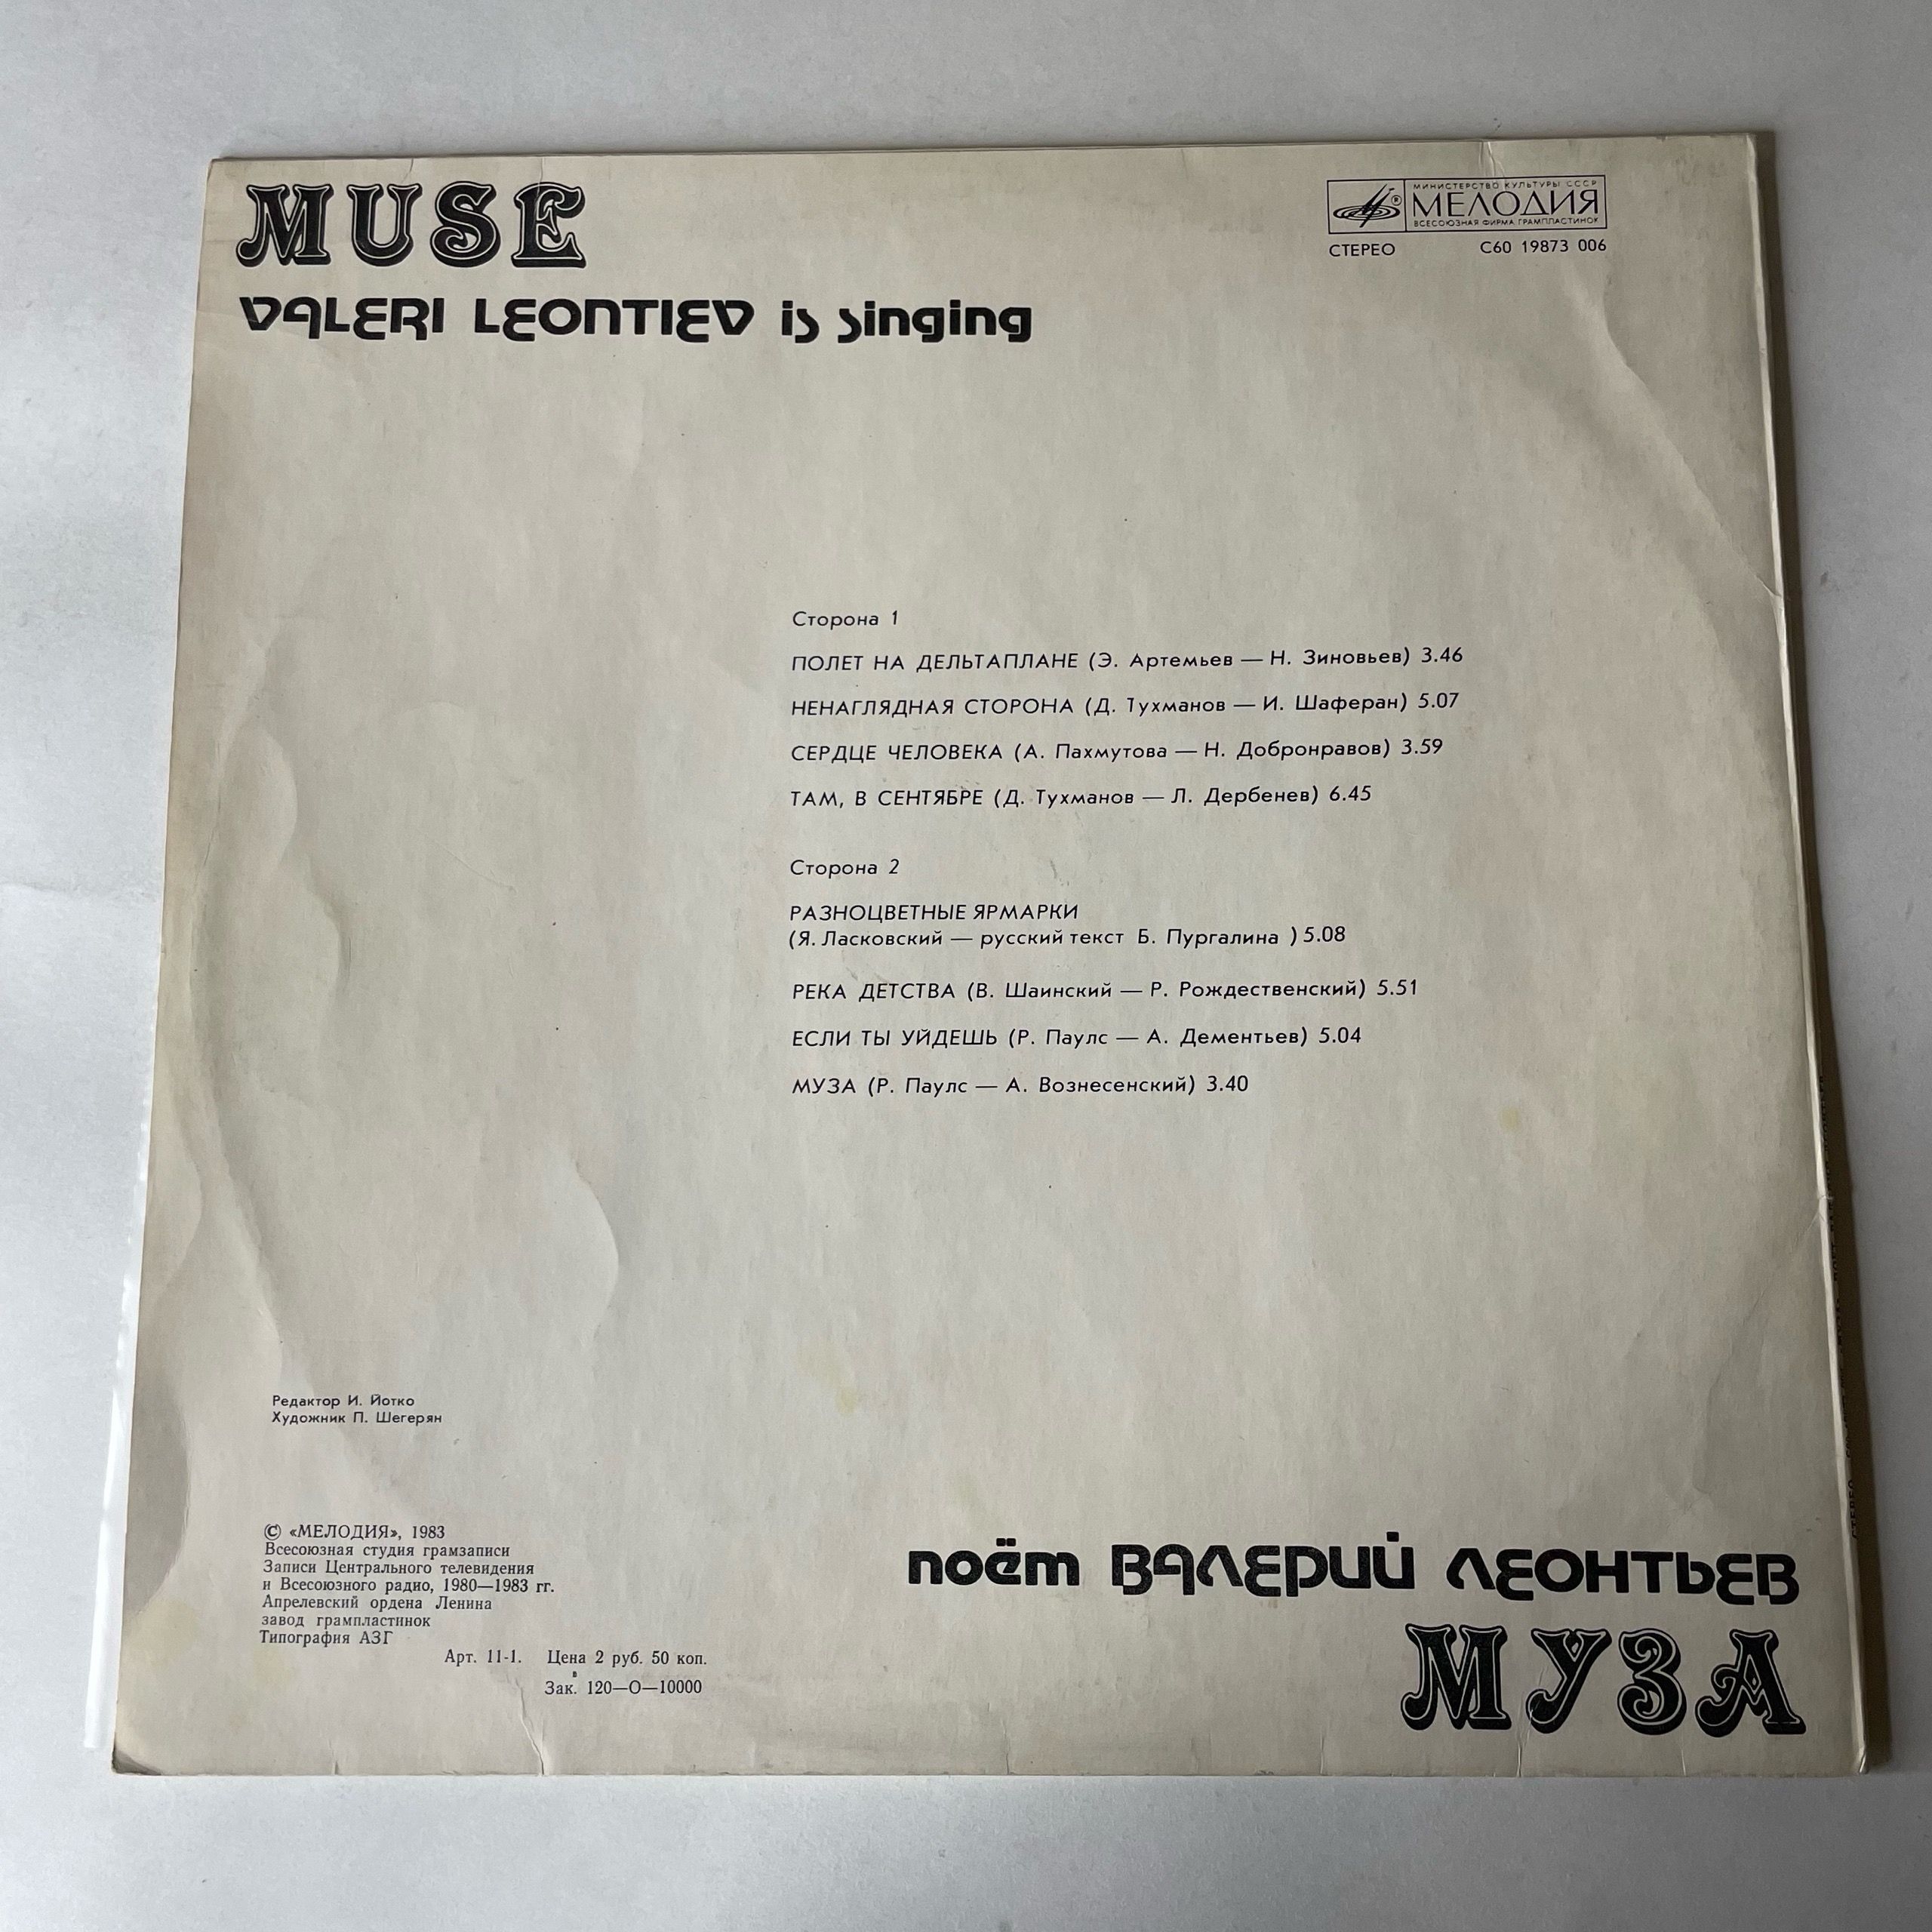 MUSE
VALERI LEONTIEV is singing
МИНИСТЕРСТВО КУЛЬТУРЫ СССР
® МЕЛОДИЯ
ВСЕСОЮЗНАЯ ФИРМА ГРАМПЛАСТИНОК
СТЕРЕО С60 19873 006
Сторона 1
ПОЛЕТ НА ДЕЛЬТАПЛАНЕ (Э. Артемьев — Н. Зиновьев) 3.46
НЕНАГЛЯДНАЯ СТОРОНА (Д. Тухманов — И. Шаферан) 5.07
СЕРДЦЕ ЧЕЛОВЕКА (А. Пахмутова — Н. Добронравов) 3.59
ТАМ, В СЕНТЯБРЕ (Д. Тухманов — Л. Дербенев) 6.45
Сторона 2
РАЗНОЦВЕТНЫЕ ЯРМАРКИ
(Я. Ласковский — русский текст Б. Пургалина ) 5.08
РЕКА ДЕТСТВА (В. Шаинский — Р. Рождественский) 5.51
ЕСЛИ ТЫ УЙДЕШЬ (Р. Паулс — А. Дементьев) 5.04
МУЗА (Р. Паулс — А. Вознесенский) 3.40
Редактор И. Йотко
Художник П. Шегерян
© «МЕЛОДИЯ», 1983
Всесоюзная студия грамзаписи
Записи Центрального телевидения
и Всесоюзного радио, 1980—1983 гг.
Апрелевский ордена Ленина
завод грампластинок
Типография АЗГ
Арт. 11-1. Цена 2 руб. 50 коп.
Зак. 120—О—10000
поёт ВАЛЕРИЙ ЛЕОНТЬЕВ
МУЗА